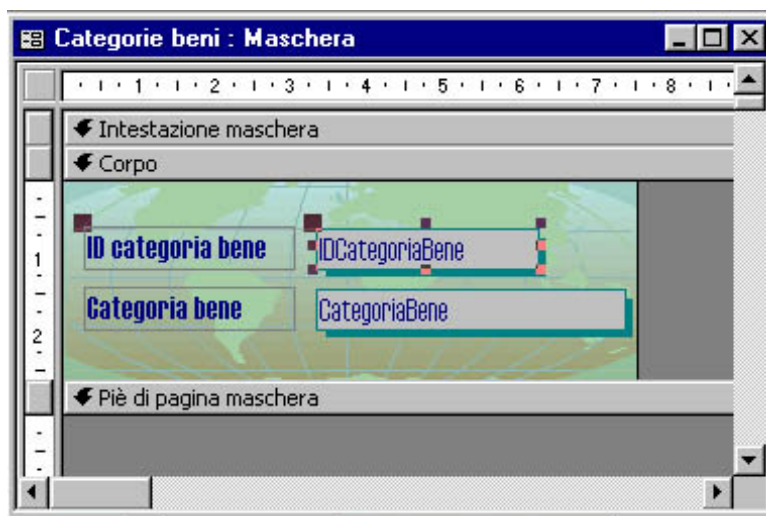 Categorie beni : Maschera
1 2 3 4 5 6 7 8
Intestazione maschera
Corpo
1
ID categoria bene IDCategoriaBene
Categoria bene CategoriaBene
2
Piè di pagina maschera